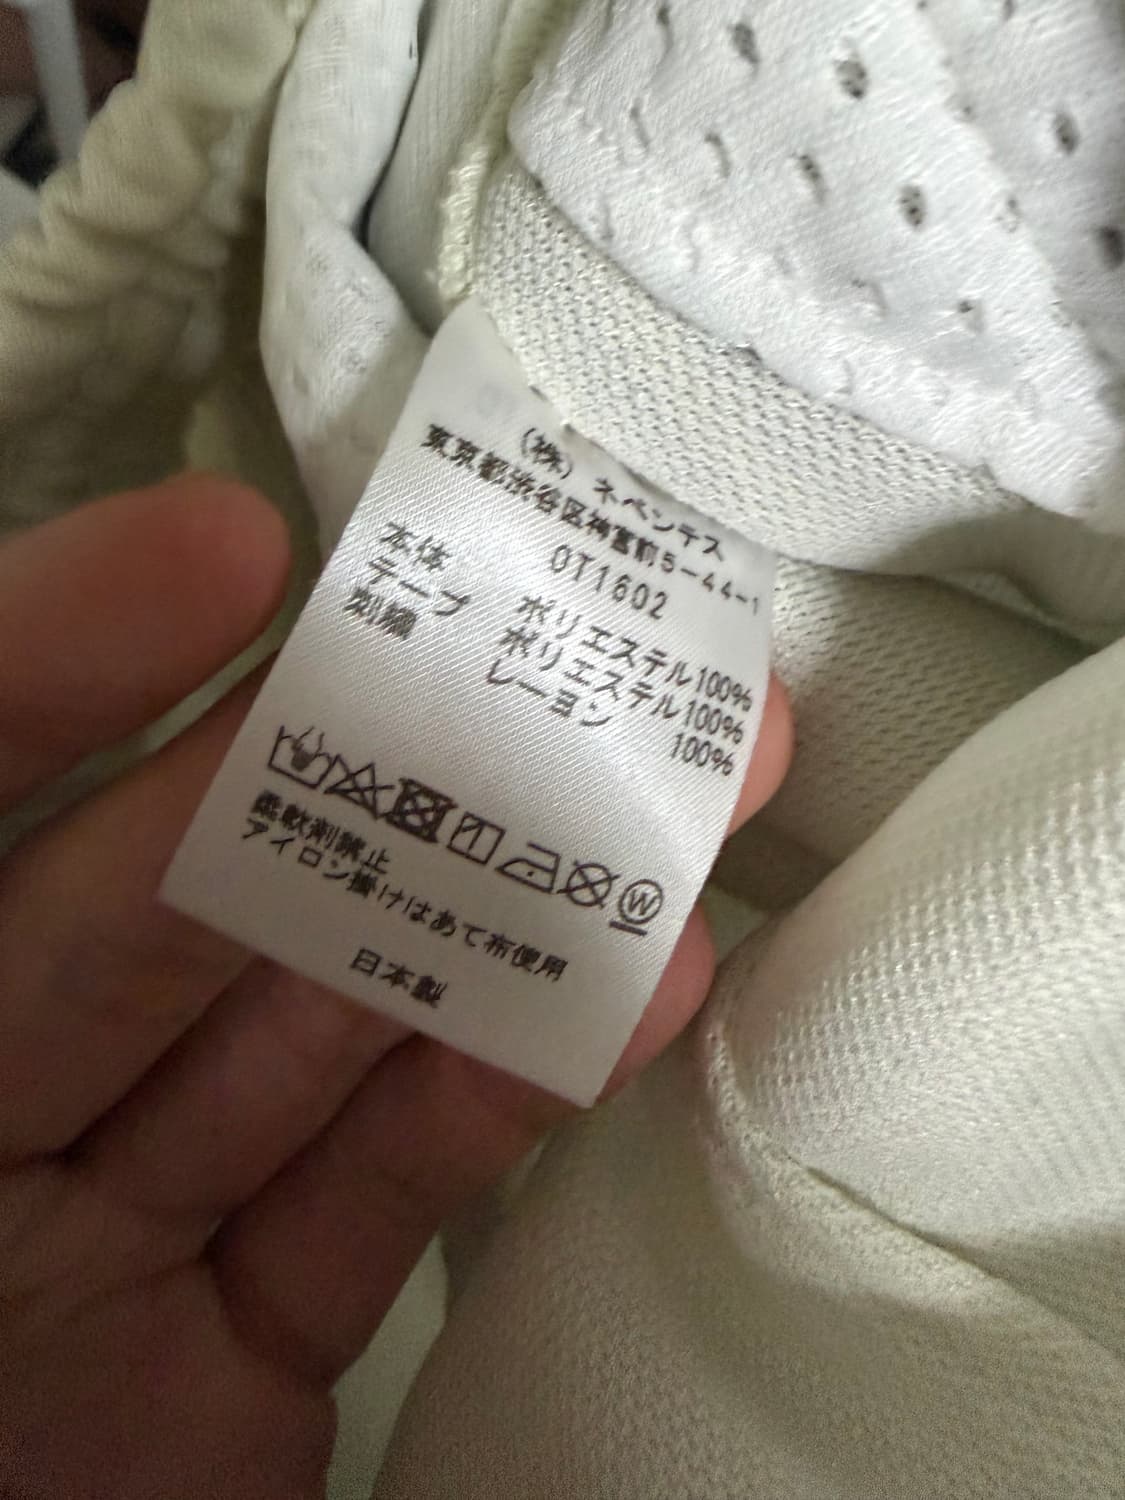 (株) ネペンテス
東京都渋谷区神宮前5-44-1
OT1602
本体 ポリエステル100%
テープ ポリエステル100%
刺繍 レーヨン 100%
W
柔軟剤禁止
アイロン掛けはあて布使用
日本製